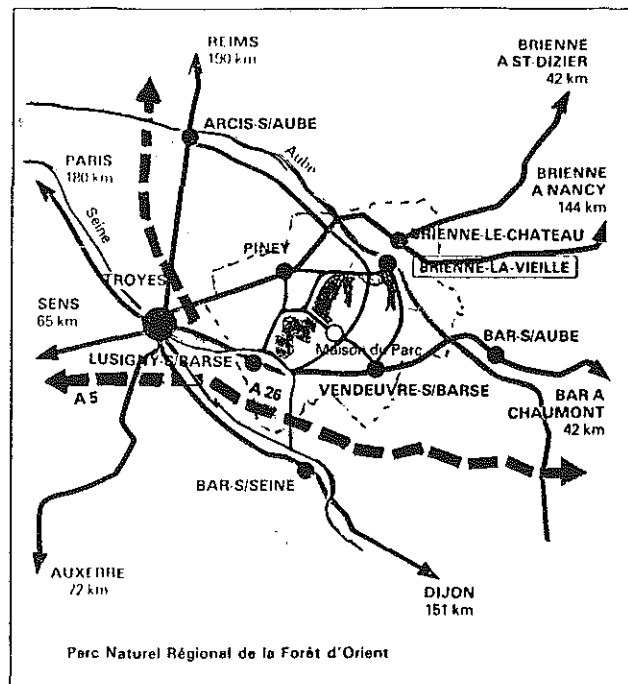 REIMS
190 km
BRIENNE
A ST-DIZIER
42 km
ARCIS-S/AUBE
Aube
PARIS
180 km
BRIENNE
A NANCY
144 km
Seine
BRIENNE-LE-CHATEAU
PINEY
BRIENNE-LA-VIEILLE
TROYES
SENS
65 km
BAR-S/AUBE
Maison du Parc
LUSIGNY-S/BARSE
A 5
A 26
VENDEUVRE-S/BARSE
BAR A
CHAUMONT
42 km
BAR-S/SEINE
AUXERRE
72 km
DIJON
151 km
Parc Naturel Régional de la Forêt d'Orient